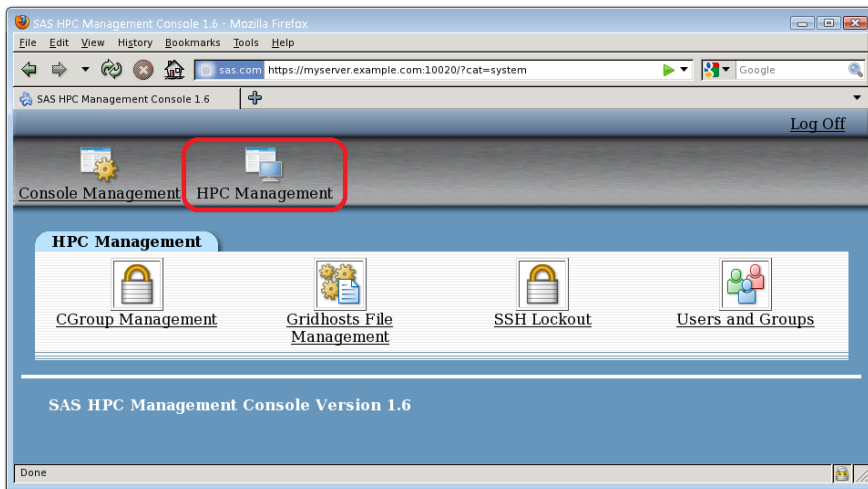 SAS HPC Management Console 1.6 - Mozilla Firefox
File Edit View History Bookmarks Tools Help
sas.com https://myserver.example.com:10020/?cat=system Google
SAS HPC Management Console 1.6
Log Off
Console Management HPC Management
HPC Management
CGroup Management Gridhosts File SSH Lockout Users and Groups
Management
SAS HPC Management Console Version 1.6
Done